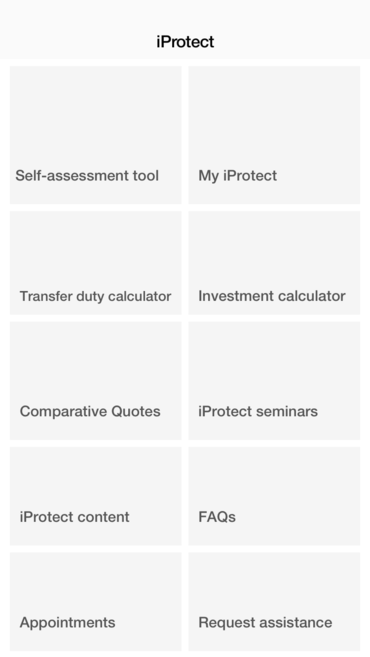 iProtect
Self-assessment tool
My iProtect
Transfer duty calculator
Investment calculator
Comparative Quotes
iProtect seminars
iProtect content
FAQs
Appointments
Request assistance